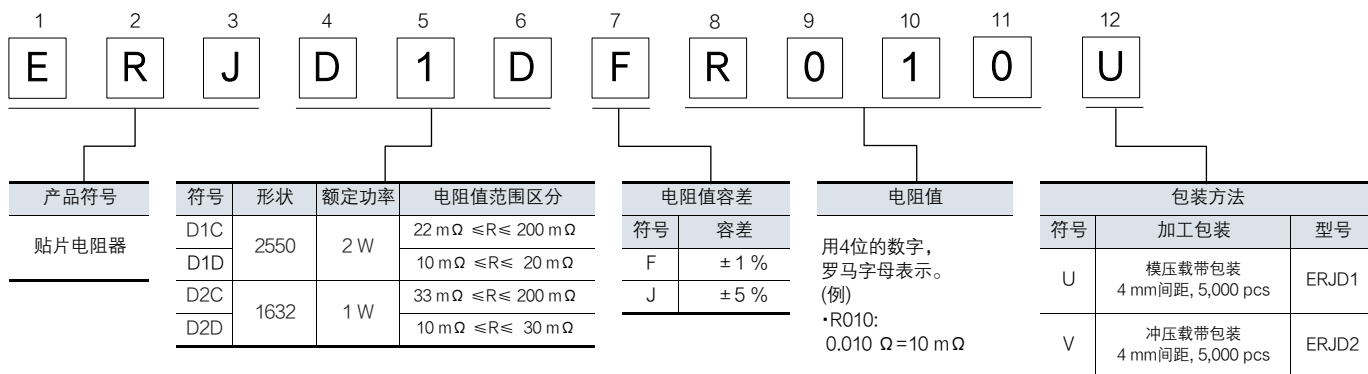 1 2 3 4 5 6 7 8 9 10 11 12
E R J D 1 D F R 0 1 0 U
产品符号
贴片电阻器
符号 形状 额定功率 电阻值范围区分
D1C 2550 2 W 22 mΩ ≤R≤ 200 mΩ
D1D 10 mΩ ≤R≤ 20 mΩ
D2C 1632 1 W 33 mΩ ≤R≤ 200 mΩ
D2D 10 mΩ ≤R≤ 30 mΩ
电阻值容差
符号 容差
F ±1 %
J ±5 %
电阻值
用4位的数字，
罗马字母表示。
(例)
・R010:
0.010 Ω=10 mΩ
包装方法
符号 加工包装 型号
U 模压载带包装 ERJD1
4 mm间距, 5,000 pcs
V 冲压载带包装 ERJD2
4 mm间距, 5,000 pcs